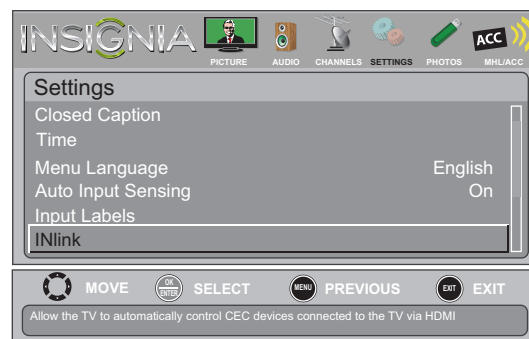 INSIGNIA
PICTURE AUDIO CHANNELS SETTINGS PHOTOS MHL/ACC
ACC
Settings
Closed Caption
Time
Menu Language English
Auto Input Sensing On
Input Labels
INlink
MOVE OK ENTER SELECT MENU PREVIOUS EXIT EXIT
Allow the TV to automatically control CEC devices connected to the TV via HDMI